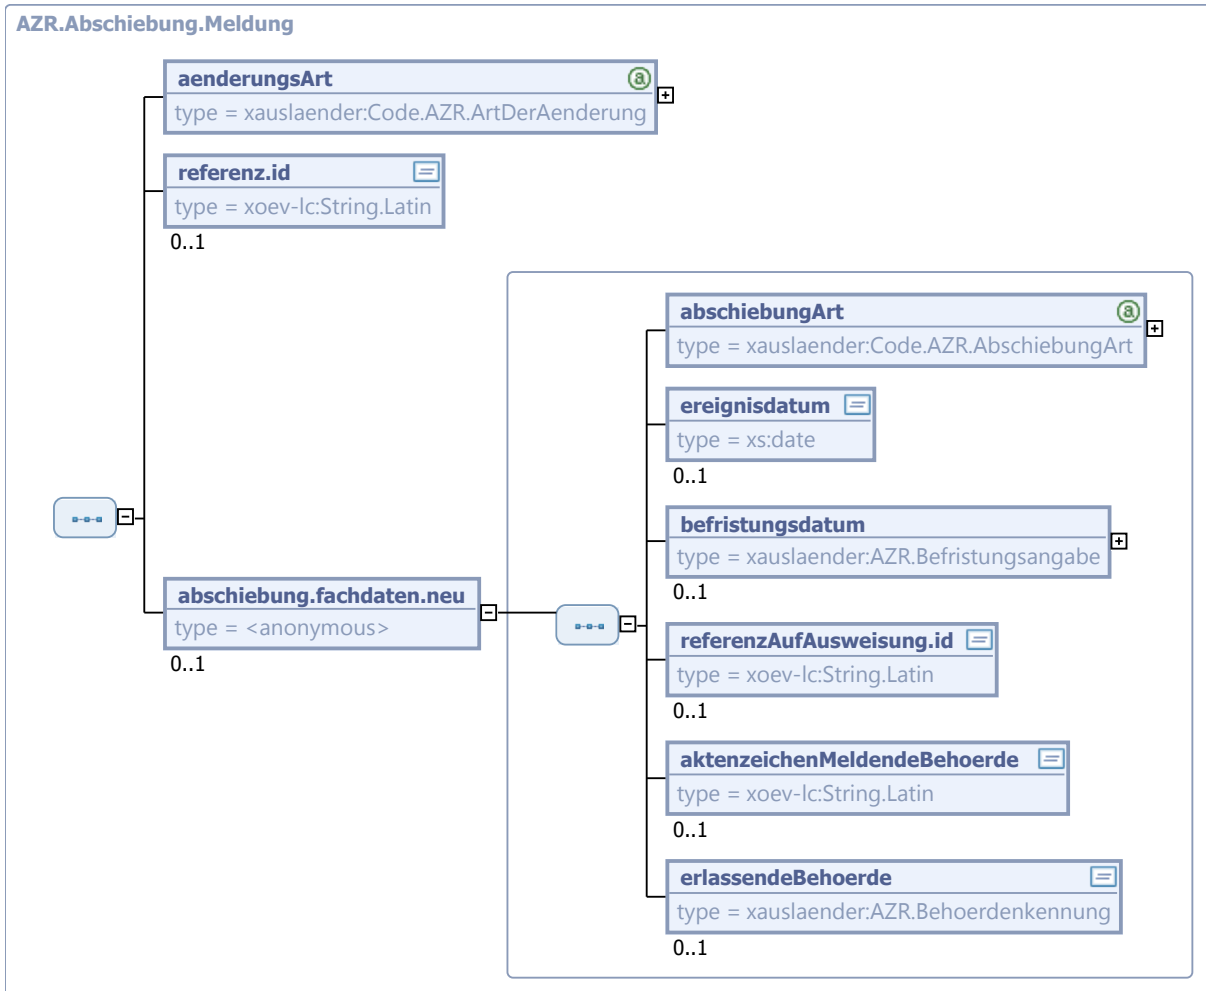 AZR.Abschiebung.Meldung
aenderungsArt
type = xauslaender:Code.AZR.ArtDerAenderung
referenz.id
type = xoev-lc:String.Latin
0..1
abschiebung.fachdaten.neu
type = <anonymous>
0..1
abschiebungArt
type = xauslaender:Code.AZR.AbschiebungArt
ereignisdatum
type = xs:date
0..1
befristungsdatum
type = xauslaender:AZR.Befristungsangabe
0..1
referenzAufAusweisung.id
type = xoev-lc:String.Latin
0..1
aktenzeichenMeldendeBehoerde
type = xoev-lc:String.Latin
0..1
erlassendeBehoerde
type = xauslaender:AZR.Behoerdenkennung
0..1